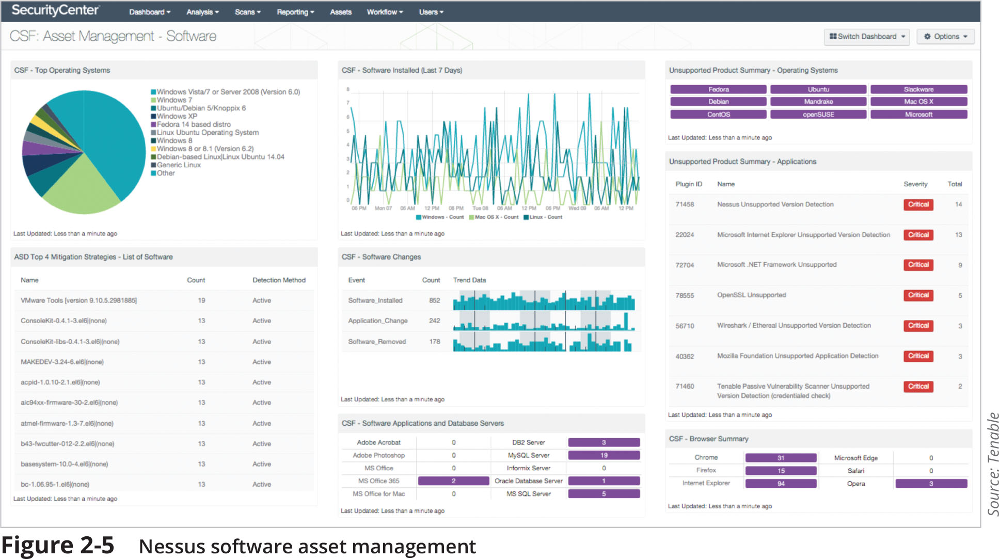 SecurityCenter
Dashboard Analysis Scans Reporting Assets Workflow Users
CSF: Asset Management - Software
Switch Dashboard
Options
CSF - Top Operating Systems
Windows Vista/7 or Server 2008 (Version 6.0)
Windows 7
Ubuntu/Debian 5/Knoppix 6
Windows XP
Fedora 14 based distro
Linux Ubuntu Operating System
Windows 8
Windows 8 or 8.1 (Version 6.2)
Debian-based Linux|Linux Ubuntu 14.04
Generic Linux
Other
Last Updated: Less than a minute ago
ASD Top 4 Mitigation Strategies - List of Software
Name Count Detection Method
VMware Tools [version 9.10.5.2981885] 19 Active
ConsoleKit-0.4.1-3.el6|(none) 13 Active
ConsoleKit-libs-0.4.1-3.el6|(none) 13 Active
MAKEDEV-3.24-6.el6|(none) 13 Active
acpid-1.0.10-2.1.el6|(none) 13 Active
aic94xx-firmware-30-2.el6|(none) 13 Active
atmel-firmware-1.3-7.el6|(none) 13 Active
b43-fwcutter-012-2.2.el6|(none) 13 Active
basesystem-10.0-4.el6|(none) 13 Active
bc-1.06.95-1.el6|(none) 13 Active
Last Updated: Less than a minute ago
CSF - Software Installed (Last 7 Days)
8
7
6
5
4
3
2
1
0
06 PM Mon 07 06 AM 12 PM 06 PM Tue 08 06 AM 12 PM 06 PM Wed 09 06 AM 12 PM
Windows - Count Mac OS X - Count Linux - Count
Last Updated: Less than a minute ago
CSF - Software Changes
Event Count Trend Data
Software_Installed 852
Application_Change 242
Software_Removed 178
Last Updated: Less than a minute ago
CSF - Software Applications and Database Servers
Adobe Acrobat 0 DB2 Server 3
Adobe Photoshop 0 MySQL Server 19
MS Office 0 Informix Server 0
MS Office 365 2 Oracle Database Server 1
MS Office for Mac 0 MS SQL Server 5
Last Updated: Less than a minute ago
Unsupported Product Summary - Operating Systems
Fedora Ubuntu Slackware
Debian Mandrake Mac OS X
CentOS openSUSE Microsoft
Last Updated: Less than a minute ago
Unsupported Product Summary - Applications
Plugin ID Name Severity Total
71458 Nessus Unsupported Version Detection Critical 14
22024 Microsoft Internet Explorer Unsupported Version Detection Critical 13
72704 Microsoft .NET Framework Unsupported Critical 9
78555 OpenSSL Unsupported Critical 5
56710 Wireshark / Ethereal Unsupported Version Detection Critical 3
40362 Mozilla Foundation Unsupported Application Detection Critical 3
71460 Tenable Passive Vulnerability Scanner Unsupported Critical 2
Version Detection (credentialed check)
Last Updated: Less than a minute ago
CSF - Browser Summary
Chrome 31 Microsoft Edge 0
Firefox 15 Safari 0
Internet Explorer 94 Opera 3
Last Updated: Less than a minute ago
Source: Tenable
Figure 2-5 Nessus software asset management